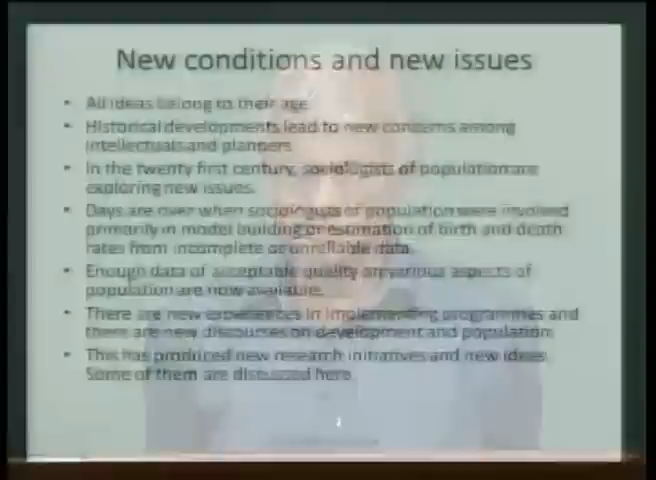 New conditions and new issues
• All ideas belong to their age
• Historical developments lead to new concerns among
intellectuals and planners
• In the twenty first century, sociologists of population are
exploring new issues.
• Days are over when sociologists of population were involved
primarily in model building or estimation of birth and death
rates from incomplete or unreliable data
• Enough data of acceptable quality on various aspects of
population are now available.
• There are new experiences in implementing programmes and
there are new discourses on development and population
• This has produced new research initiatives and new ideas.
Some of them are discussed here.